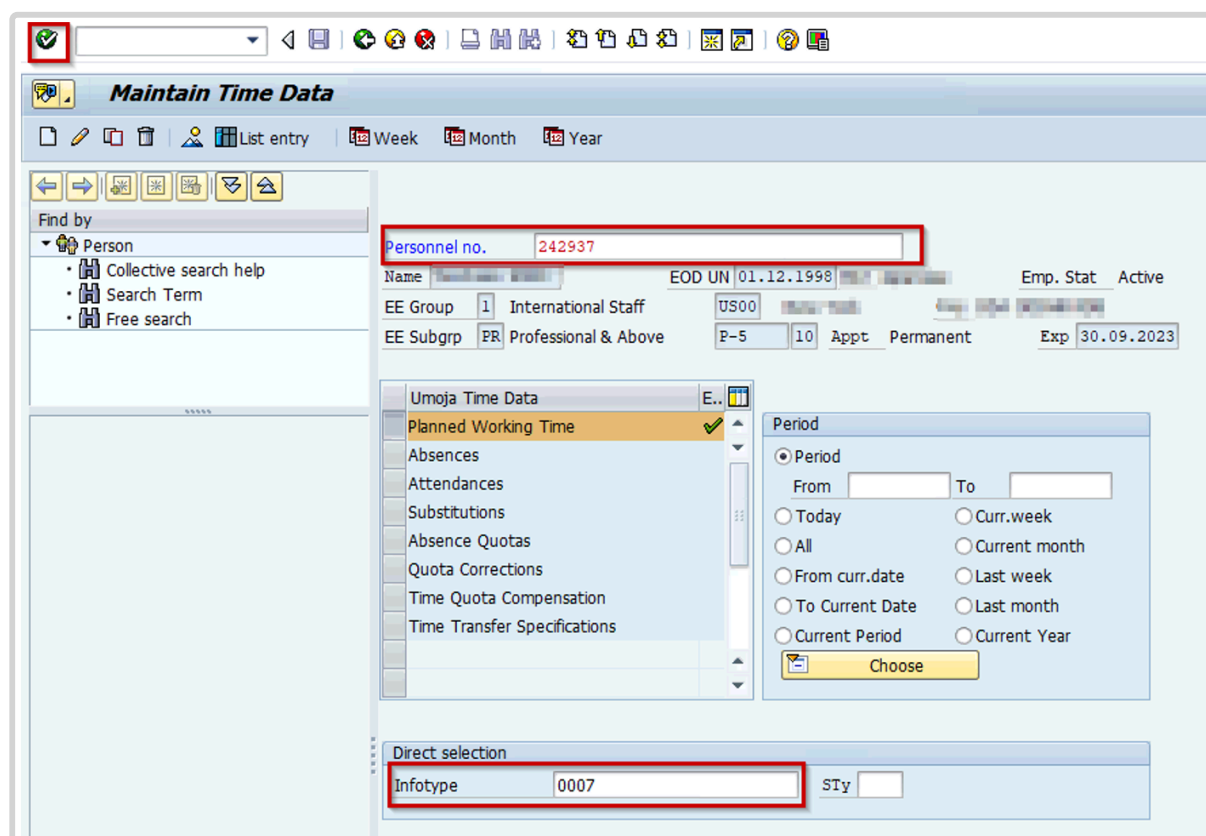 Maintain Time Data
List entry Week Month Year
Find by
Person
Collective search help
Search Term
Free search
Personnel no. 242937
Name EOD UN 01.12.1998 Emp. Stat Active
EE Group 1 International Staff US00
EE Subgrp PR Professional & Above P-5 10 Appt Permanent Exp 30.09.2023
Umoja Time Data E..
Planned Working Time
Absences
Attendances
Substitutions
Absence Quotas
Quota Corrections
Time Quota Compensation
Time Transfer Specifications
Period
Period
From To
Today Curr.week
All Current month
From curr.date Last week
To Current Date Last month
Current Period Current Year
Choose
Direct selection
Infotype 0007 STy